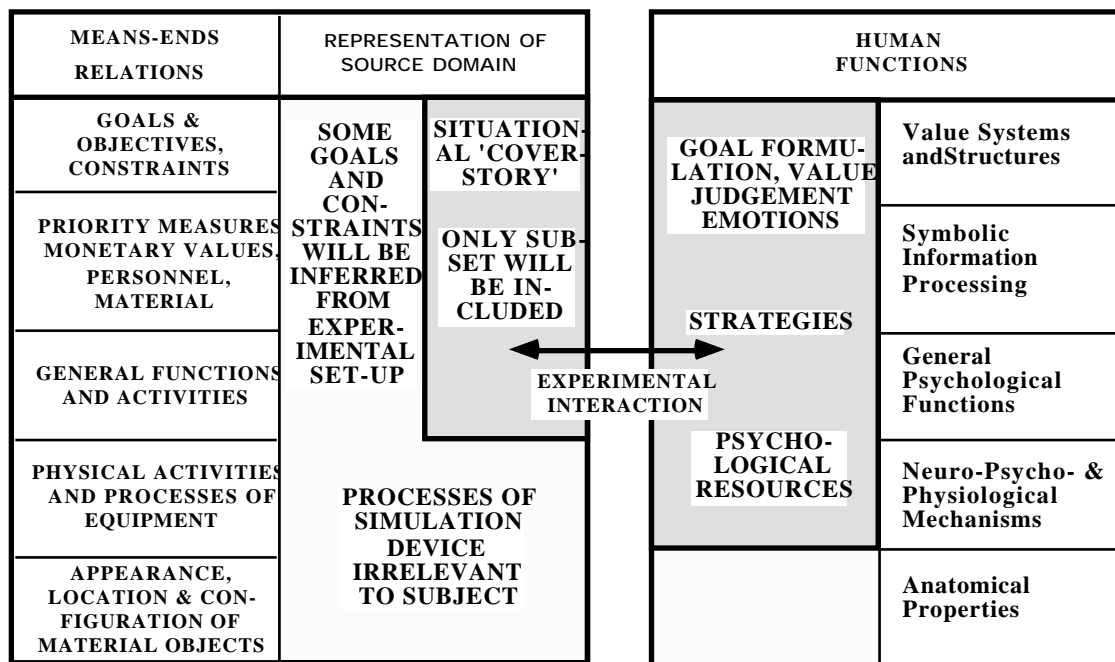 MEANS-ENDS
RELATIONS
REPRESENTATION OF
SOURCE DOMAIN
GOALS &
OBJECTIVES,
CONSTRAINTS
PRIORITY MEASURES
MONETARY VALUES,
PERSONNEL,
MATERIAL
GENERAL FUNCTIONS
AND ACTIVITIES
PHYSICAL ACTIVITIES
AND PROCESSES OF
EQUIPMENT
APPEARANCE,
LOCATION & CON-
FIGURATION OF
MATERIAL OBJECTS
SOME
GOALS
AND
CON-
STRAINTS
WILL BE
INFERRED
FROM
EXPER-
IMENTAL
SET-UP
SITUATION-
AL 'COVER-
STORY'
ONLY SUB-
SET WILL
BE IN-
CLUDED
PROCESSES OF
SIMULATION
DEVICE
IRRELEVANT
TO SUBJECT
EXPERIMENTAL
INTERACTION
HUMAN
FUNCTIONS
GOAL FORMU-
LATION, VALUE
JUDGEMENT
EMOTIONS
STRATEGIES
PSYCHO-
LOGICAL
RESOURCES
Value Systems
andStructures
Symbolic
Information
Processing
General
Psychological
Functions
Neuro-Psycho- &
Physiological
Mechanisms
Anatomical
Properties